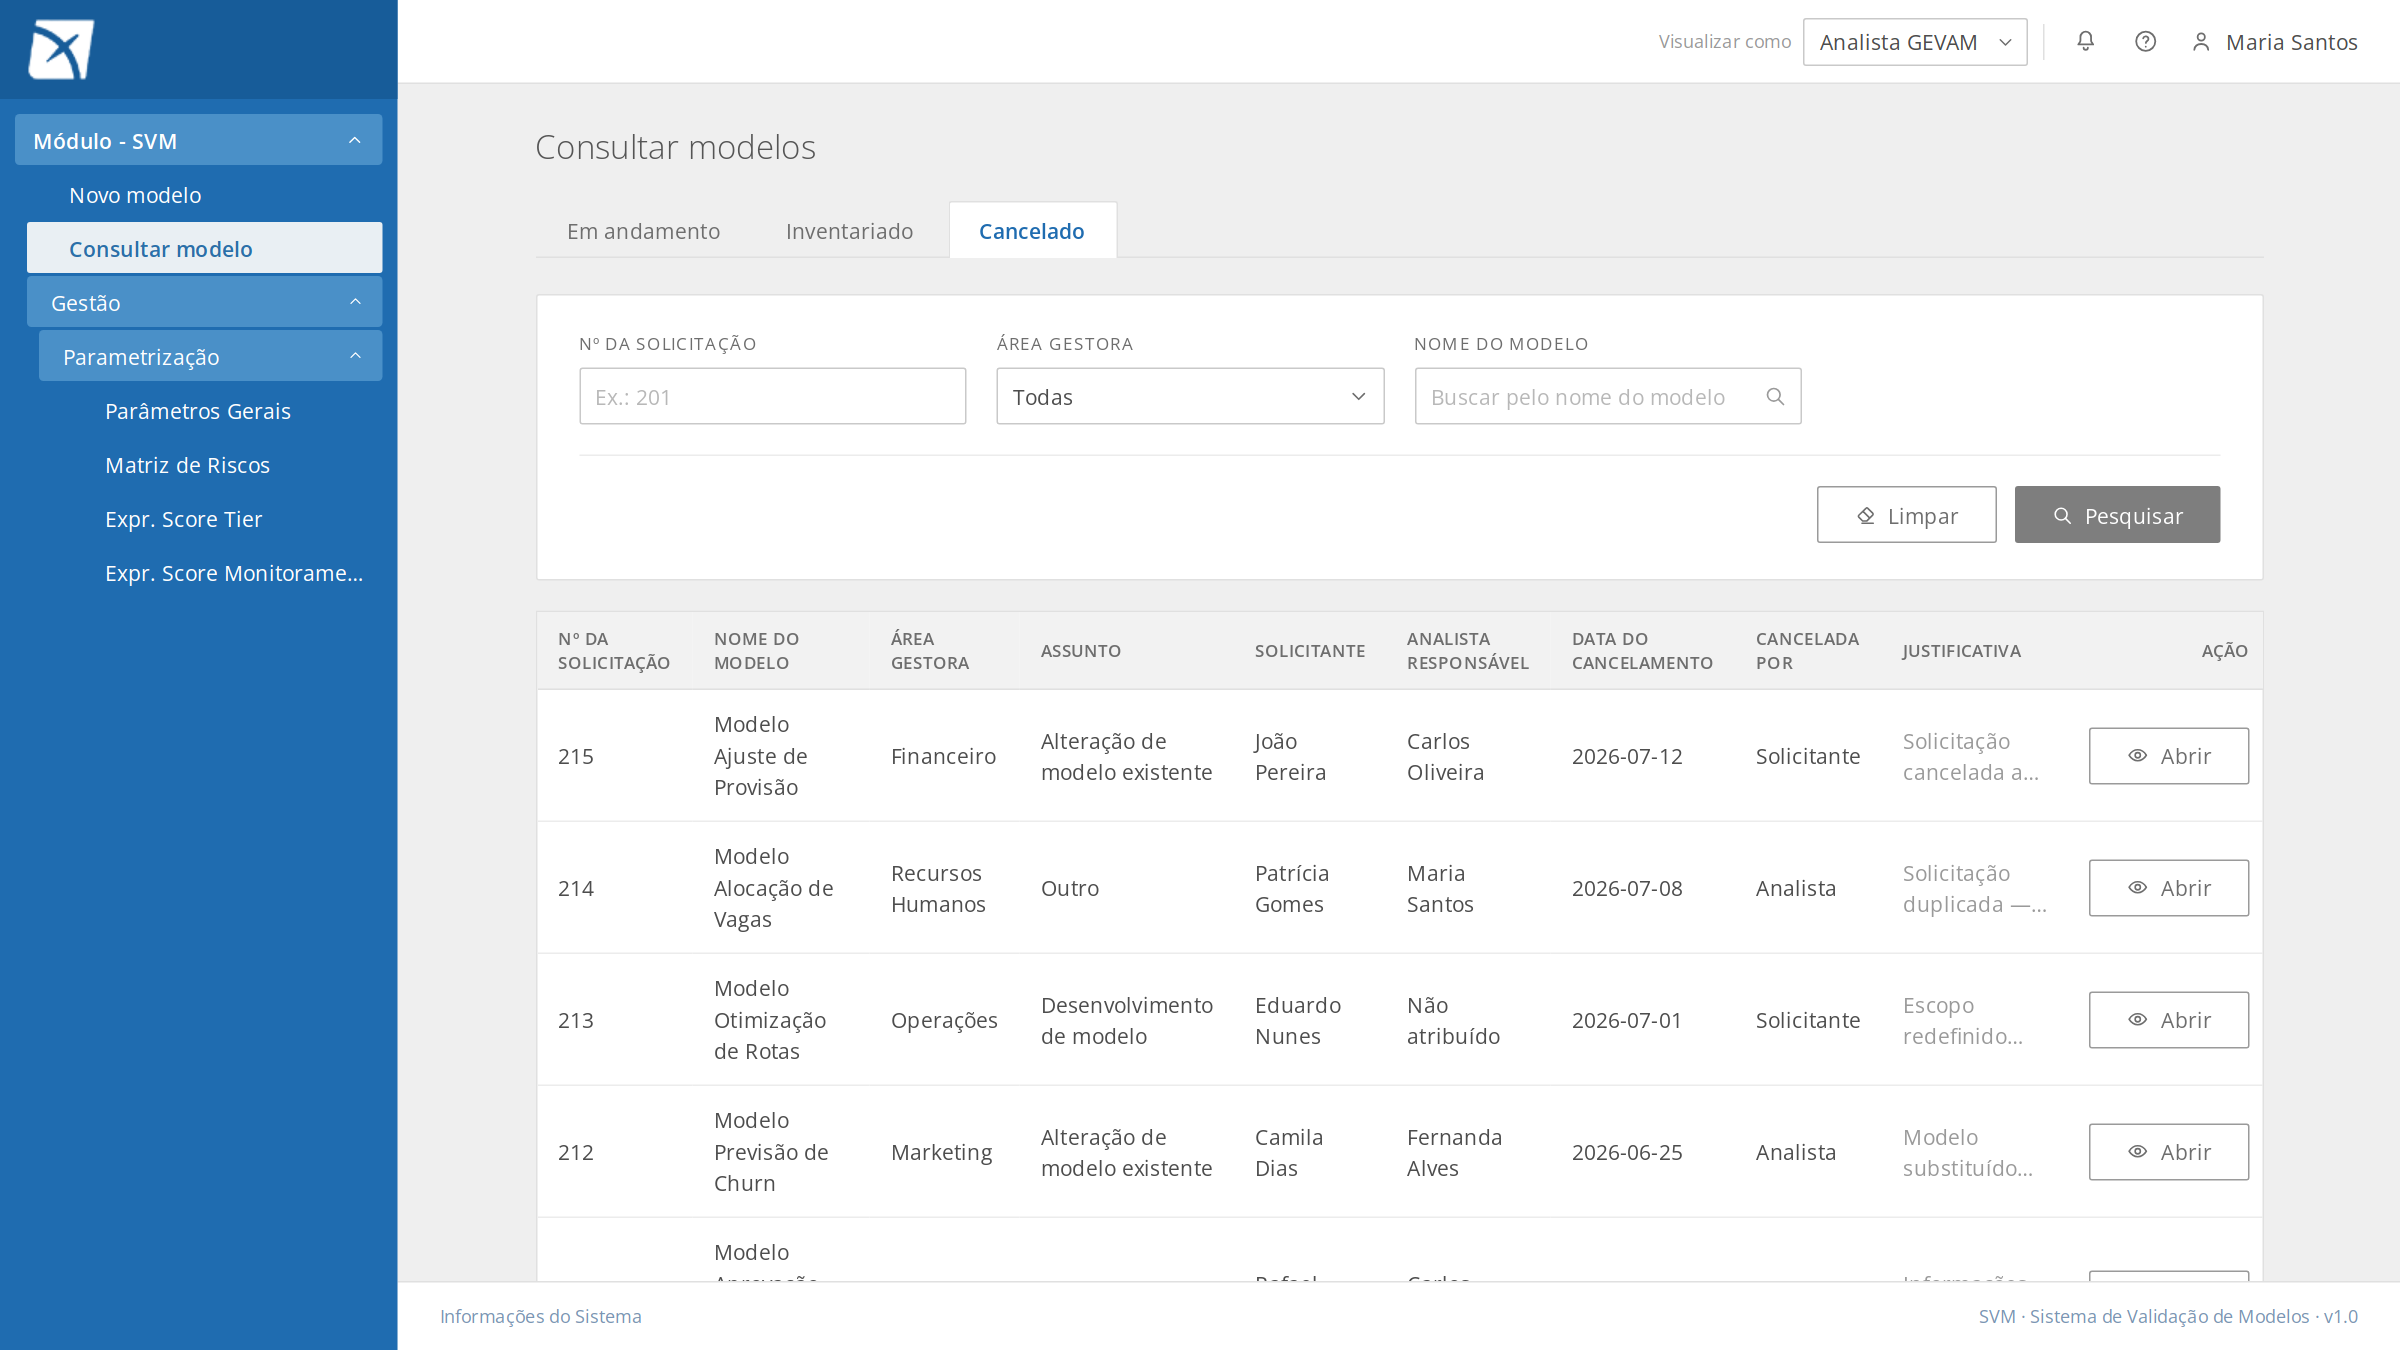 Visualizar como
Analista GEVAM
Maria Santos
Módulo - SVM
Novo modelo
Consultar modelo
Gestão
Parametrização
Parâmetros Gerais
Matriz de Riscos
Expr. Score Tier
Expr. Score Monitorame...
Consultar modelos
Em andamento
Inventariado
Cancelado
Nº DA SOLICITAÇÃO
ÁREA GESTORA
NOME DO MODELO
Ex.: 201
Todas
Buscar pelo nome do modelo
Limpar
Pesquisar
Nº DA
SOLICITAÇÃO
NOME DO
MODELO
ÁREA
GESTORA
ASSUNTO
SOLICITANTE
ANALISTA
RESPONSÁVEL
DATA DO
CANCELAMENTO
CANCELADA
POR
JUSTIFICATIVA
AÇÃO
215
Modelo
Ajuste de
Provisão
Financeiro
Alteração de
modelo existente
João
Pereira
Carlos
Oliveira
2026-07-12
Solicitante
Solicitação
cancelada a...
Abrir
214
Modelo
Alocação de
Vagas
Recursos
Humanos
Outro
Patrícia
Gomes
Maria
Santos
2026-07-08
Analista
Solicitação
duplicada —...
Abrir
213
Modelo
Otimização
de Rotas
Operações
Desenvolvimento
de modelo
Eduardo
Nunes
Não
atribuído
2026-07-01
Solicitante
Escopo
redefinido...
Abrir
212
Modelo
Previsão de
Churn
Marketing
Alteração de
modelo existente
Camila
Dias
Fernanda
Alves
2026-06-25
Analista
Modelo
substituído...
Abrir
Modelo
Informações do Sistema
SVM · Sistema de Validação de Modelos · v1.0